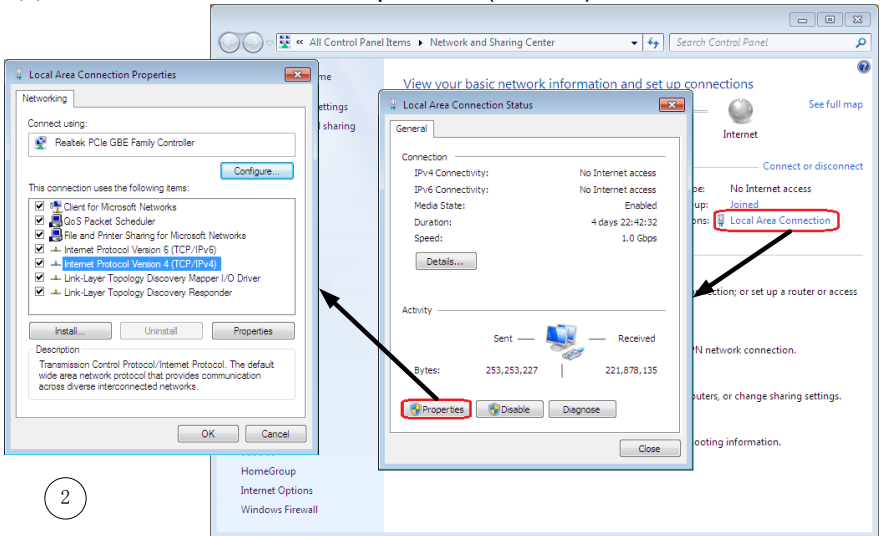 « All Control Panel Items ▸ Network and Sharing Center
Search Control Panel
View your basic network information and set up connections
See full map
Internet
Connect or disconnect
No Internet access
Joined
Local Area Connection
ettings
sharing
ction; or set up a router or access
PN network connection.
uters, or change sharing settings.
ooting information.
HomeGroup
Internet Options
Windows Firewall
Local Area Connection Status
General
Connection
IPv4 Connectivity: No Internet access
IPv6 Connectivity: No Internet access
Media State: Enabled
Duration: 4 days 22:42:32
Speed: 1.0 Gbps
Details...
Activity
Sent — — Received
Bytes: 253,253,227 | 221,878,135
Properties Disable Diagnose
Close
Local Area Connection Properties
Networking
Connect using:
Realtek PCIe GBE Family Controller
Configure...
This connection uses the following items:
Client for Microsoft Networks
QoS Packet Scheduler
File and Printer Sharing for Microsoft Networks
Internet Protocol Version 6 (TCP/IPv6)
Internet Protocol Version 4 (TCP/IPv4)
Link-Layer Topology Discovery Mapper I/O Driver
Link-Layer Topology Discovery Responder
Install... Uninstall Properties
Description
Transmission Control Protocol/Internet Protocol. The default
wide area network protocol that provides communication
across diverse interconnected networks.
OK Cancel
2